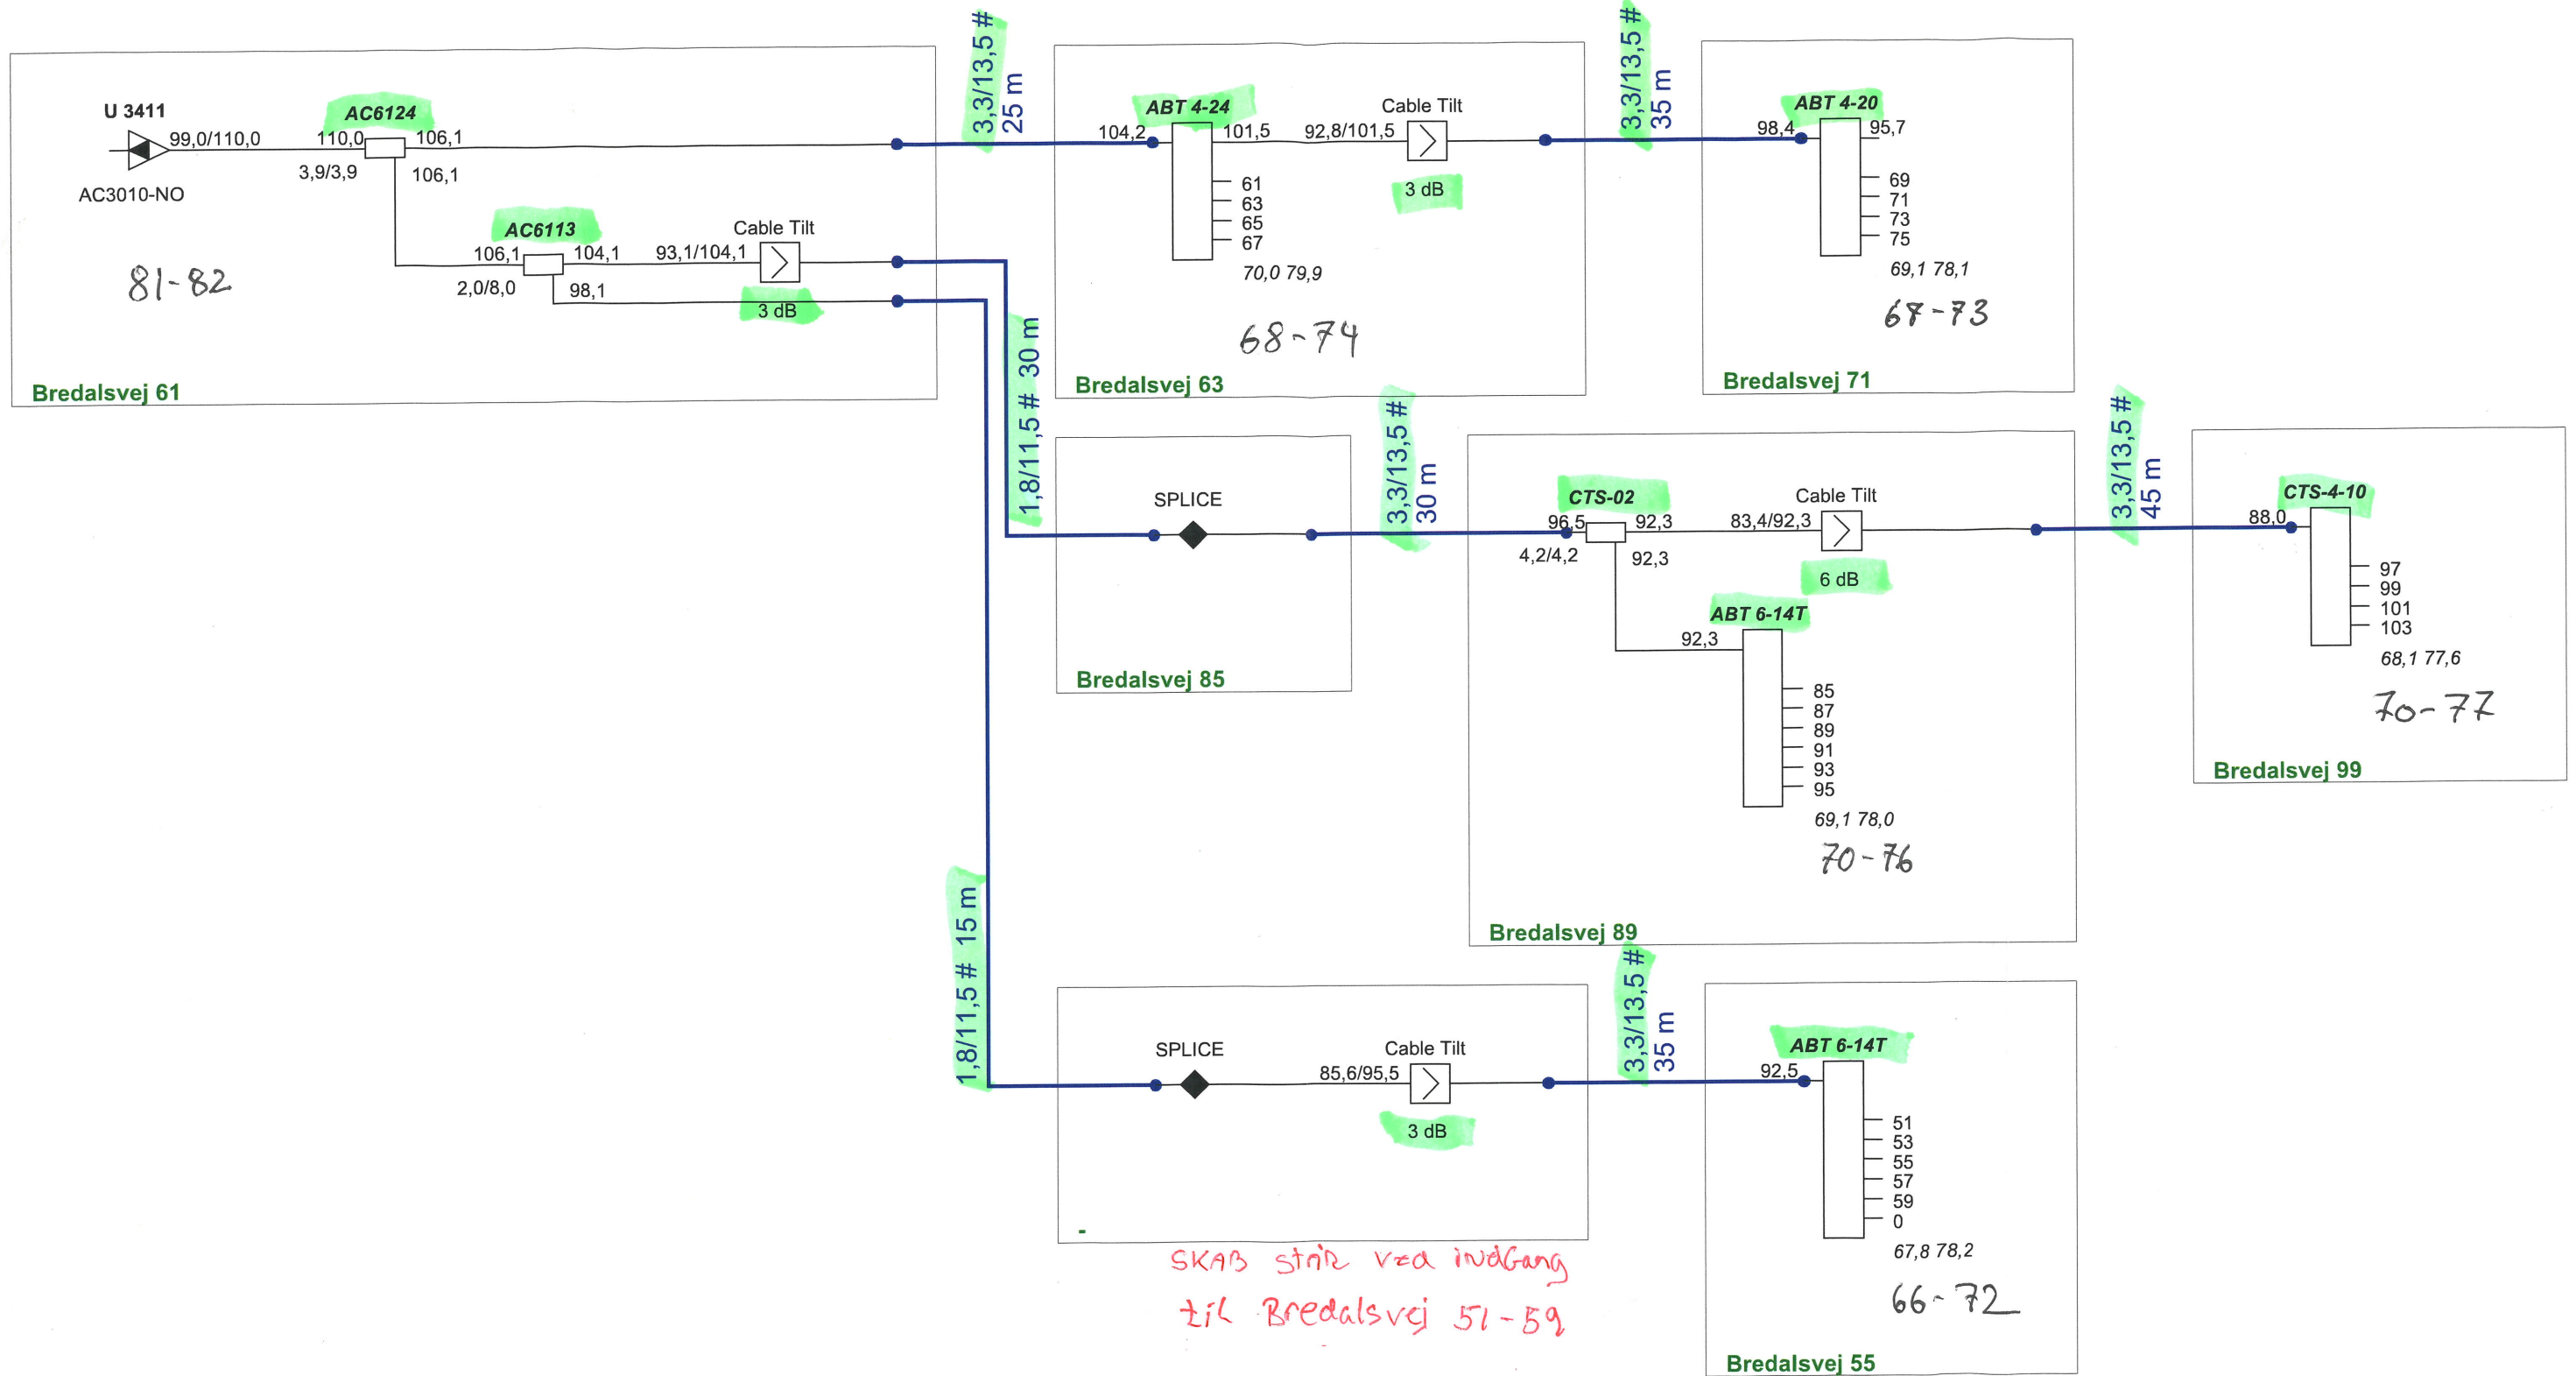 U 3411
99,0/110,0
AC3010-NO
AC6124
110,0
106,1
3,9/3,9
106,1
AC6113
106,1
104,1
2,0/8,0
98,1
93,1/104,1
Cable Tilt
3 dB
81-82
Bredalsvej 61
3,3/13,5 #
25 m
ABT 4-24
104,2
101,5
92,8/101,5
Cable Tilt
3 dB
61
63
65
67
70,0 79,9
68-74
Bredalsvej 63
3,3/13,5 #
35 m
ABT 4-20
98,4
95,7
69
71
73
75
69,1 78,1
67-73
Bredalsvej 71
1,8/11,5 # 30 m
SPLICE
Bredalsvej 85
3,3/13,5 #
30 m
CTS-02
96,5
92,3
4,2/4,2
92,3
83,4/92,3
Cable Tilt
6 dB
ABT 6-14T
92,3
85
87
89
91
93
95
69,1 78,0
70-76
Bredalsvej 89
3,3/13,5 #
45 m
CTS-4-10
88,0
97
99
101
103
68,1 77,6
70-77
Bredalsvej 99
1,8/11,5 # 15 m
SPLICE
85,6/95,5
Cable Tilt
3 dB
-
SKAB stÅR ved indGang
til Bredalsvej 51-59
3,3/13,5 #
35 m
ABT 6-14T
92,5
51
53
55
57
59
0
67,8 78,2
66-72
Bredalsvej 55